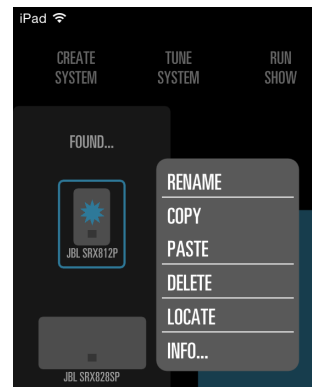 iPad
CREATE TUNE RUN
SYSTEM SYSTEM SHOW
FOUND...
RENAME
COPY
JBL SRX812P
PASTE
DELETE
LOCATE
INFO...
JBL SRX828SP